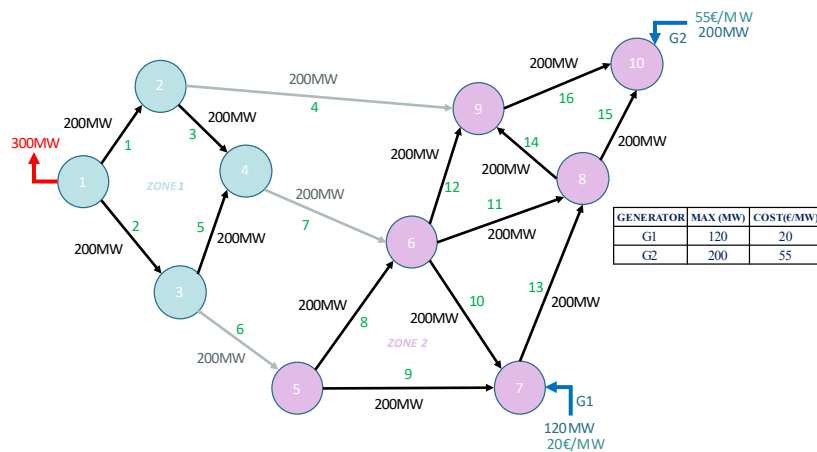 55€/MW
G2
200MW
10
200MW
16
15
200MW
2
200MW
4
9
200MW
1
3
200MW
300MW
1
ZONE 1
4
200MW
14
200MW
8
12
11
200MW
200MW
7
2
5
200MW
200MW
6
GENERATOR MAX (MW) COST(€/MW)
G1 120 20
G2 200 55
3
6
200MW
8
200MW
10
200MW
13
200MW
ZONE 2
5
9
200MW
7
G1
120MW
20€/MW